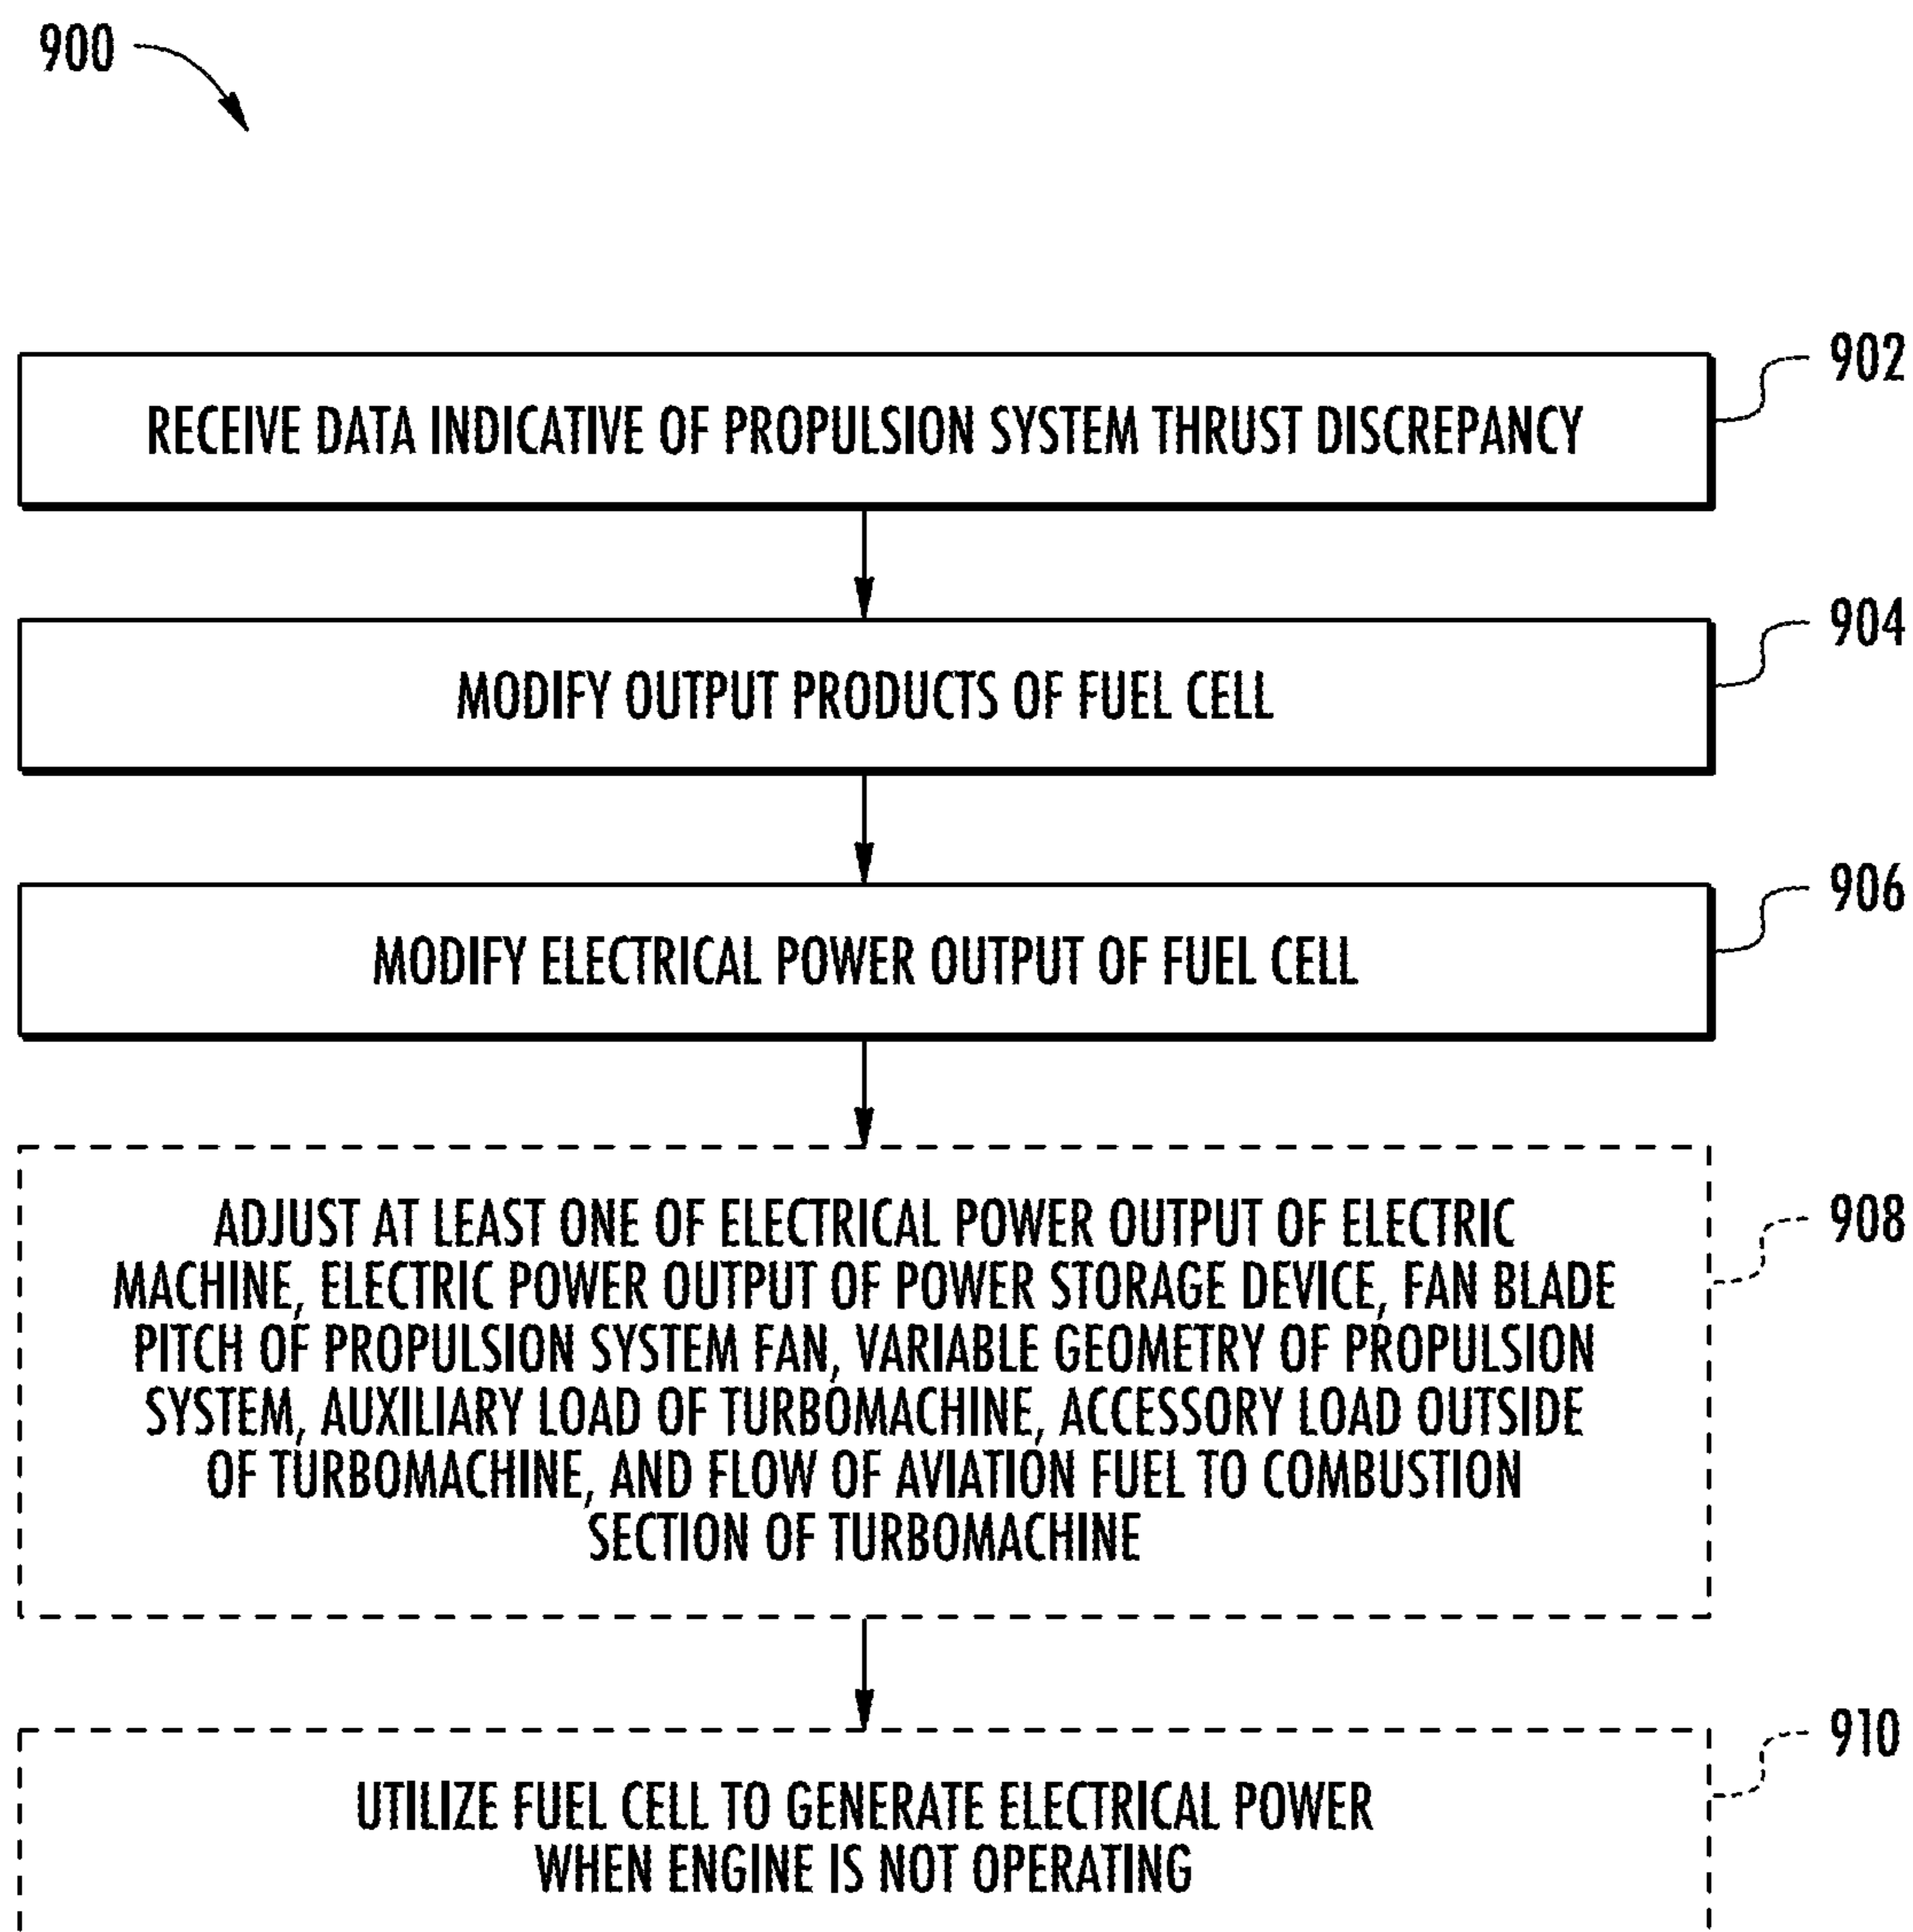 900
902
RECEIVE DATA INDICATIVE OF PROPULSION SYSTEM THRUST DISCREPANCY
904
MODIFY OUTPUT PRODUCTS OF FUEL CELL
906
MODIFY ELECTRICAL POWER OUTPUT OF FUEL CELL
908
ADJUST AT LEAST ONE OF ELECTRICAL POWER OUTPUT OF ELECTRIC
MACHINE, ELECTRIC POWER OUTPUT OF POWER STORAGE DEVICE, FAN BLADE
PITCH OF PROPULSION SYSTEM FAN, VARIABLE GEOMETRY OF PROPULSION
SYSTEM, AUXILIARY LOAD OF TURBOMACHINE, ACCESSORY LOAD OUTSIDE
OF TURBOMACHINE, AND FLOW OF AVIATION FUEL TO COMBUSTION
SECTION OF TURBOMACHINE
910
UTILIZE FUEL CELL TO GENERATE ELECTRICAL POWER
WHEN ENGINE IS NOT OPERATING